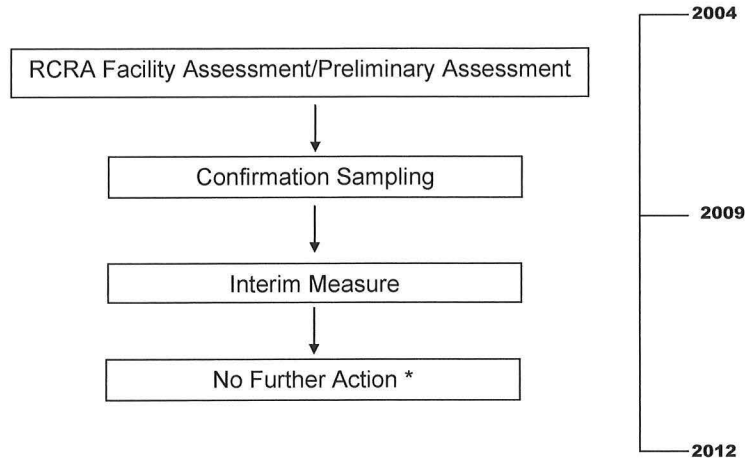 2004
RCRA Facility Assessment/Preliminary Assessment
Confirmation Sampling
2009
Interim Measure
No Further Action *
2012